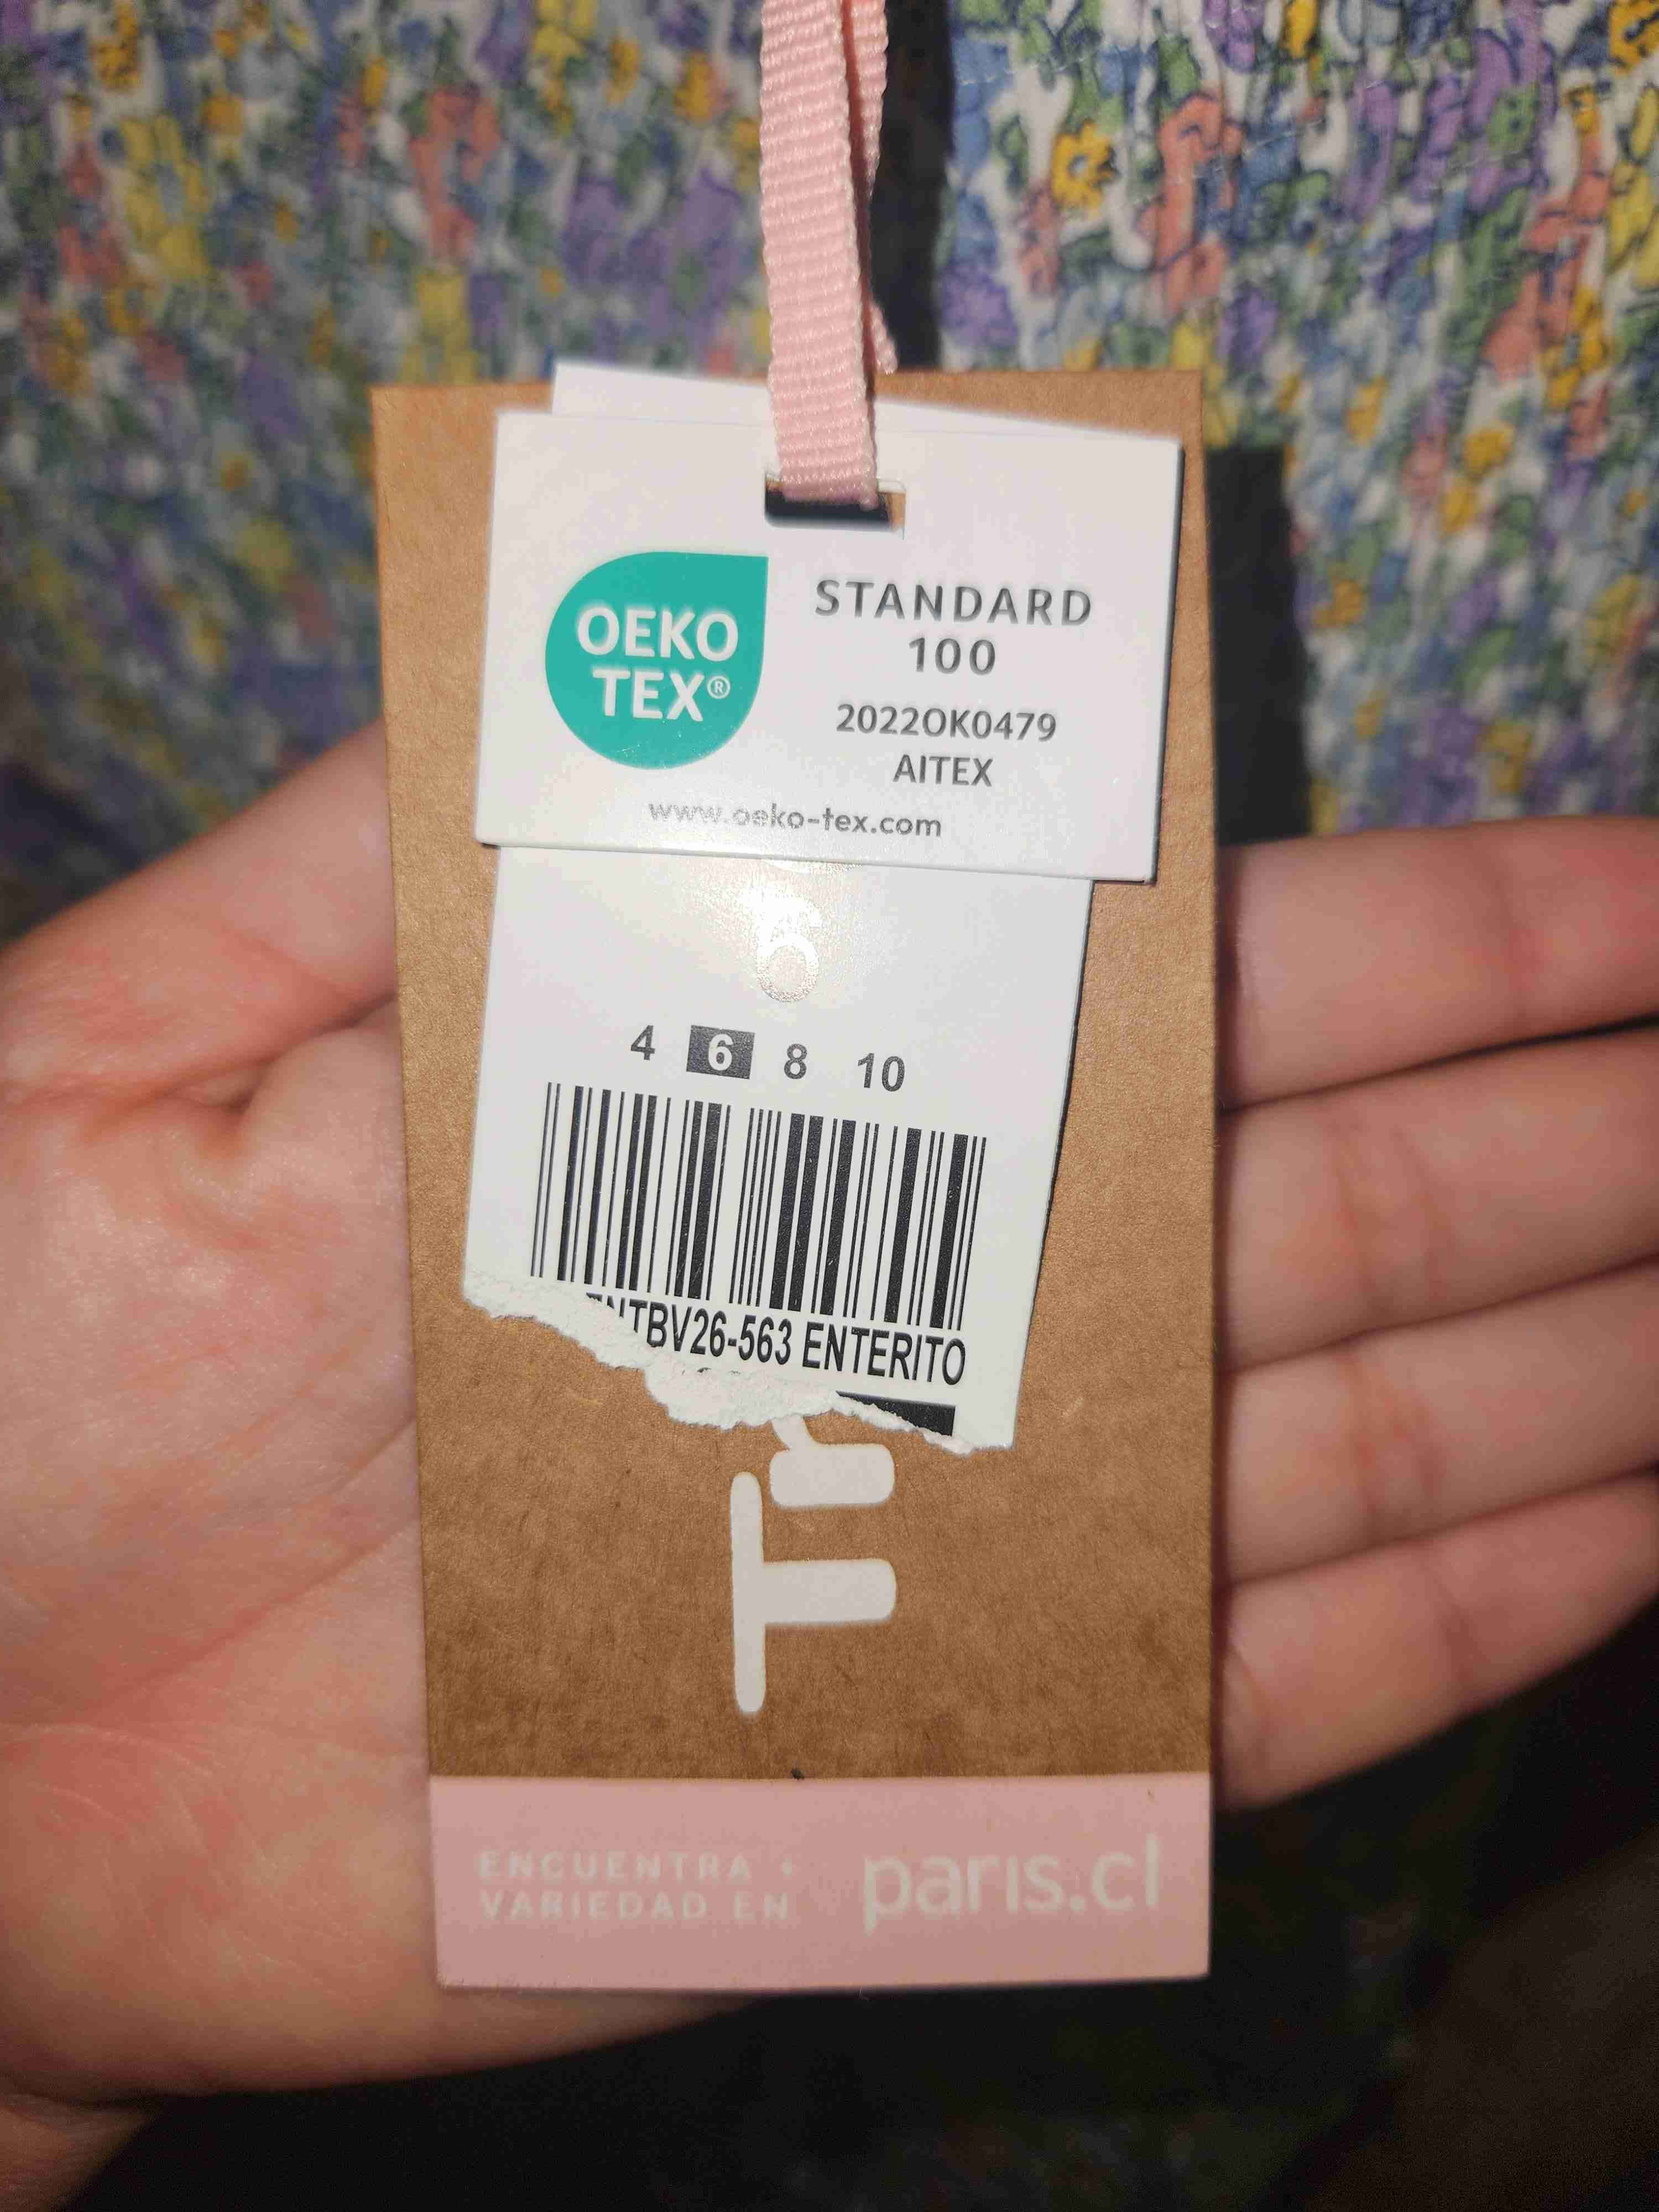 OEKO
TEX®
STANDARD
100
2022OK0479
AITEX
www.oeko-tex.com
6
4 6 8 10
NTBV26-563 ENTERITO
ENCUENTRA +
VARIEDAD EN
paris.cl